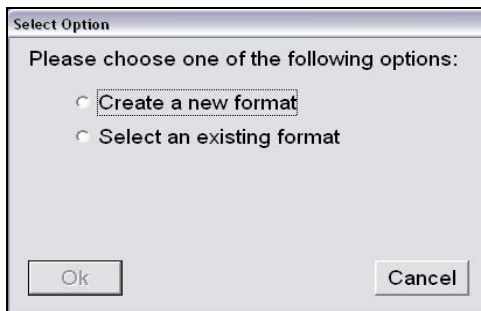 Select Option
Please choose one of the following options:
Create a new format
Select an existing format
Ok
Cancel